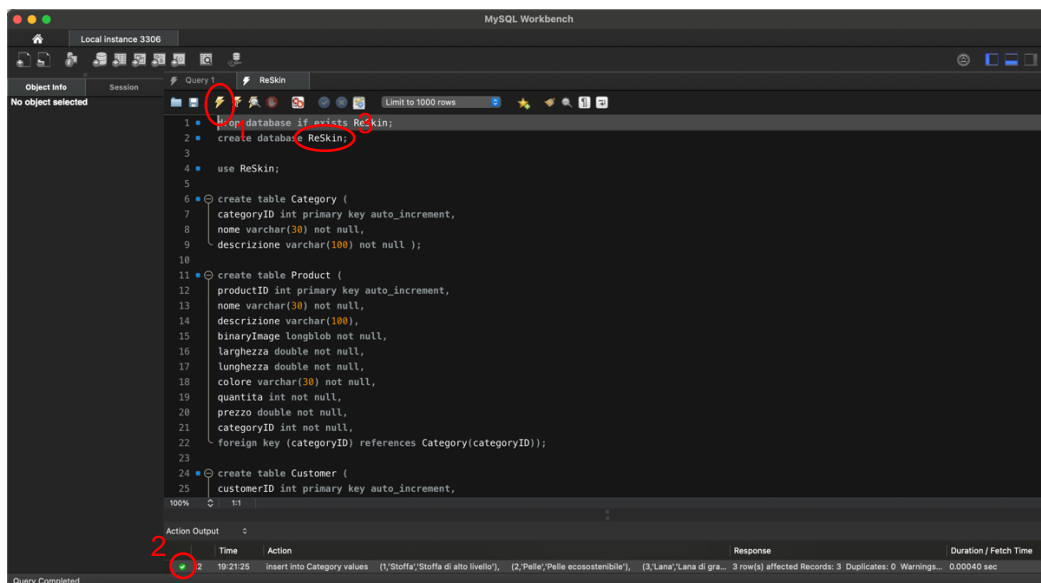 MySQL Workbench
Local instance 3306
Object Info Session
No object selected
Query 1 ReSkin
Limit to 1000 rows
1 drop database if exists ReSkin;
2 create database ReSkin;
3
4 use ReSkin;
5
6 create table Category (
7 categoryID int primary key auto_increment,
8 nome varchar(30) not null,
9 descrizione varchar(100) not null );
10
11 create table Product (
12 productID int primary key auto_increment,
13 nome varchar(30) not null,
14 descrizione varchar(100),
15 binaryImage longblob not null,
16 larghezza double not null,
17 lunghezza double not null,
18 colore varchar(30) not null,
19 quantita int not null,
20 prezzo double not null,
21 categoryID int not null,
22 foreign key (categoryID) references Category(categoryID));
23
24 create table Customer (
25 customerID int primary key auto_increment,
1
3
100% 1:1
Action Output
2
Time Action Response Duration / Fetch Time
2 19:21:25 insert into Category values (1,'Stoffa','Stoffa di alto livello'), (2,'Pelle','Pelle ecosostenibile'), (3,'Lana','Lana di gra... 3 row(s) affected Records: 3 Duplicates: 0 Warnings... 0.00040 sec
Query Completed